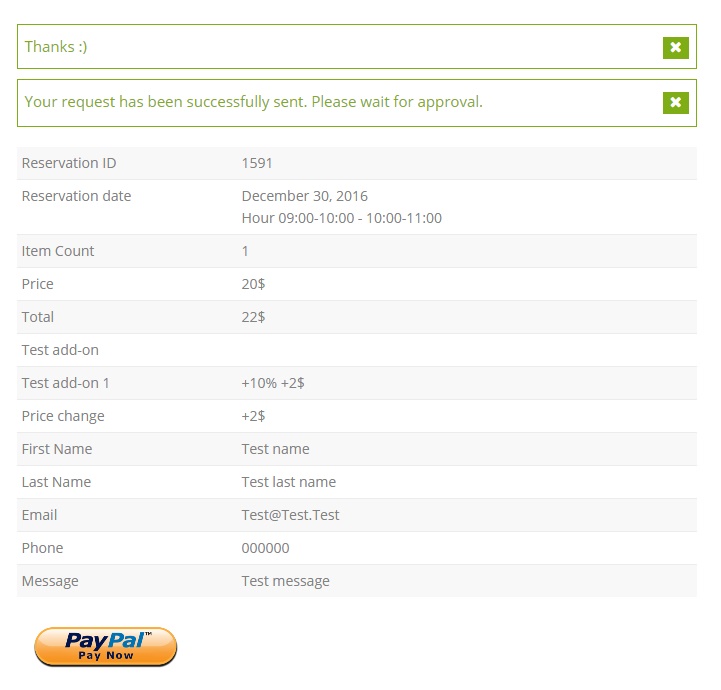 Thanks :)
Your request has been successfully sent. Please wait for approval.
Reservation ID 1591
Reservation date December 30, 2016
Hour 09:00-10:00 - 10:00-11:00
Item Count 1
Price 20$
Total 22$
Test add-on
Test add-on 1 +10% +2$
Price change +2$
First Name Test name
Last Name Test last name
Email Test@Test.Test
Phone 000000
Message Test message
PayPal™
Pay Now